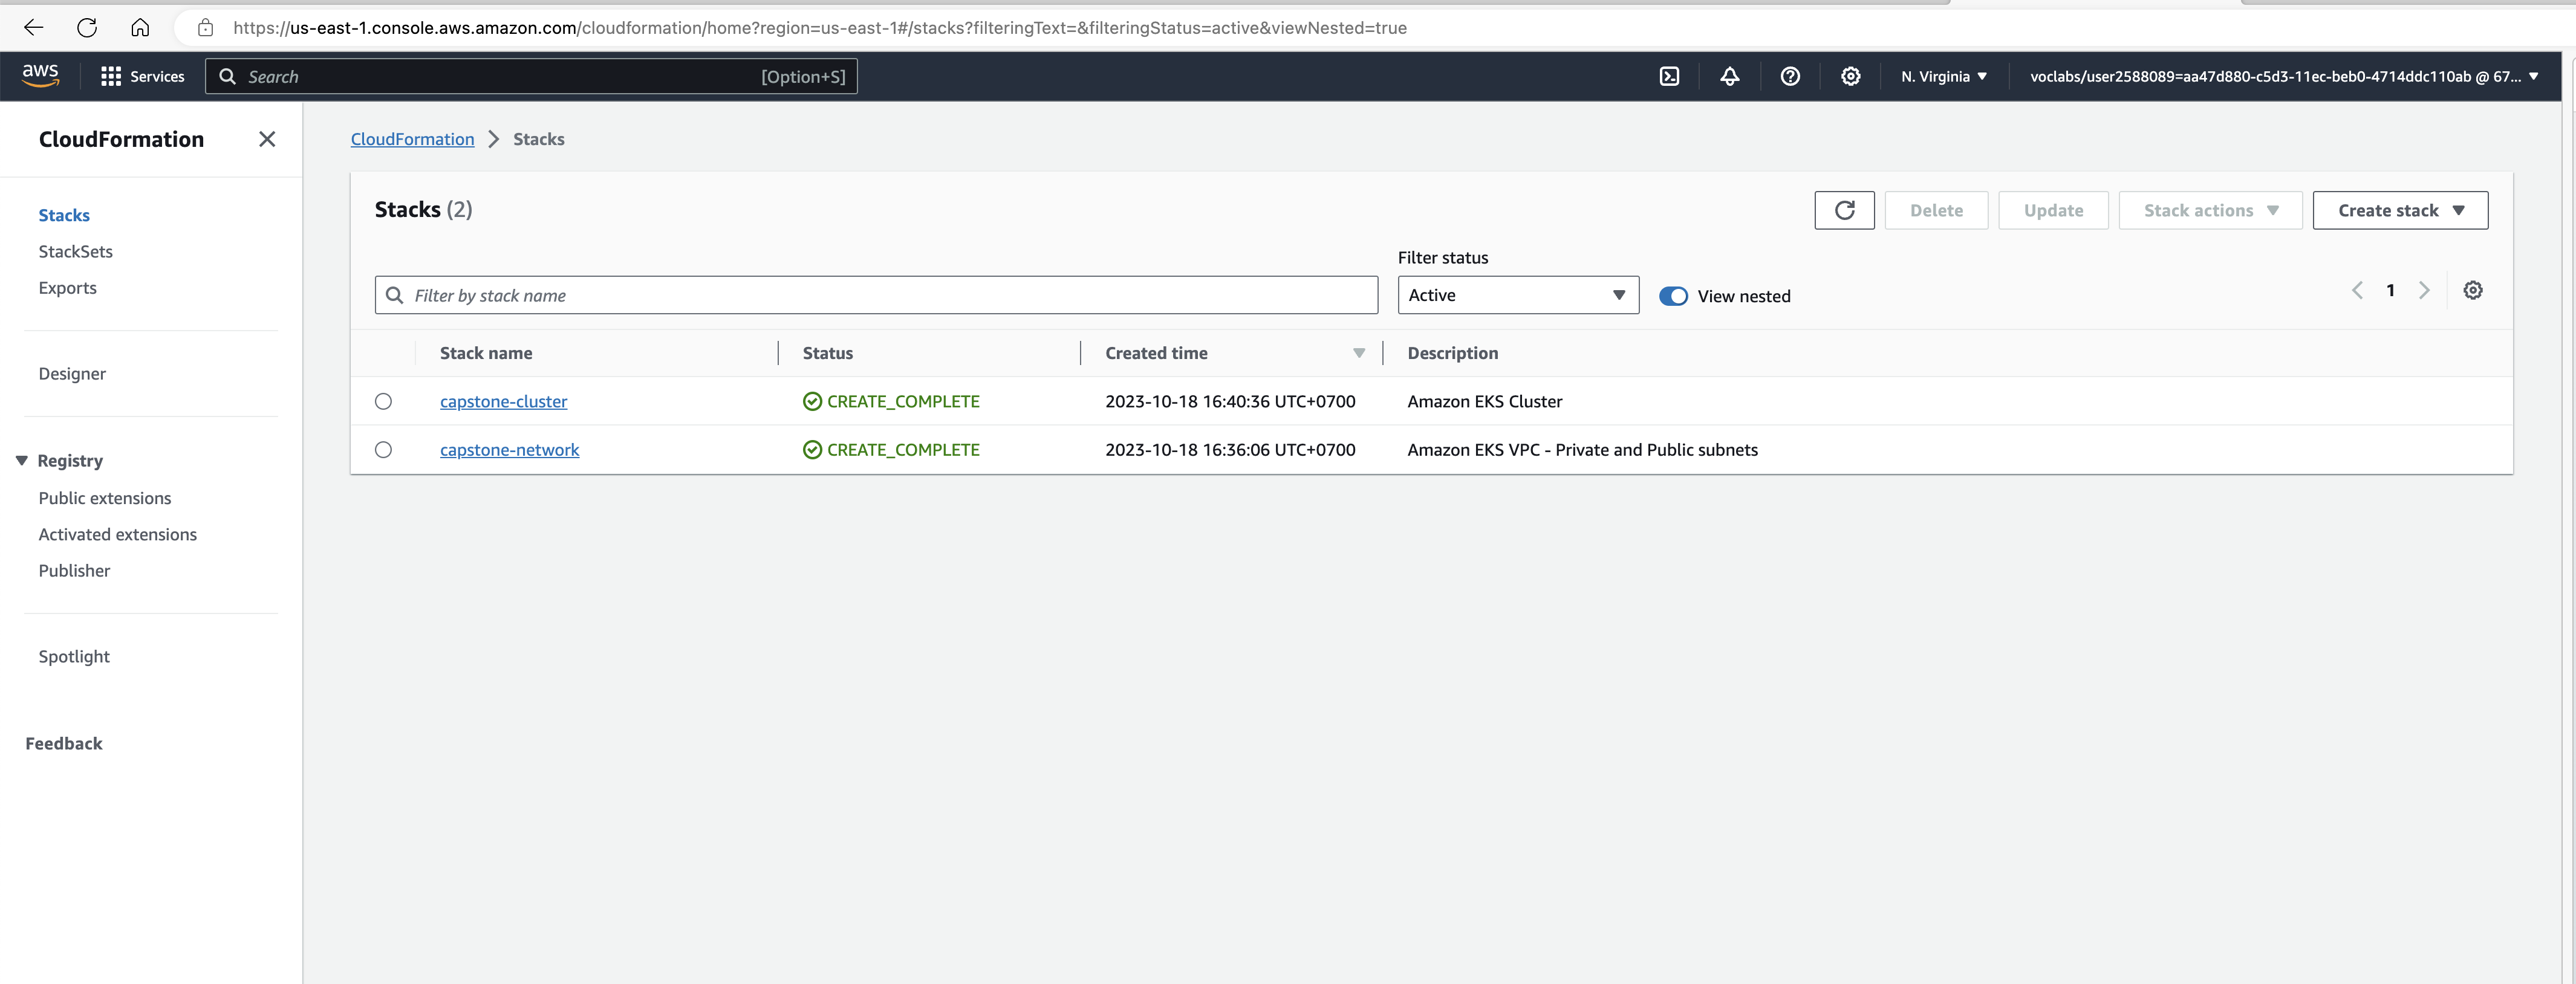 https://us-east-1.console.aws.amazon.com/cloudformation/home?region=us-east-1#/stacks?filteringText=&filteringStatus=active&viewNested=true
aws Services Search [Option+S] N. Virginia voclabs/user2588089=aa47d880-c5d3-11ec-beb0-4714ddc110ab @ 67...
CloudFormation
Stacks
StackSets
Exports
Designer
Registry
Public extensions
Activated extensions
Publisher
Spotlight
Feedback
CloudFormation Stacks
Stacks (2) Delete Update Stack actions Create stack
Filter status
Filter by stack name Active View nested 1
Stack name Status Created time Description
capstone-cluster CREATE_COMPLETE 2023-10-18 16:40:36 UTC+0700 Amazon EKS Cluster
capstone-network CREATE_COMPLETE 2023-10-18 16:36:06 UTC+0700 Amazon EKS VPC - Private and Public subnets